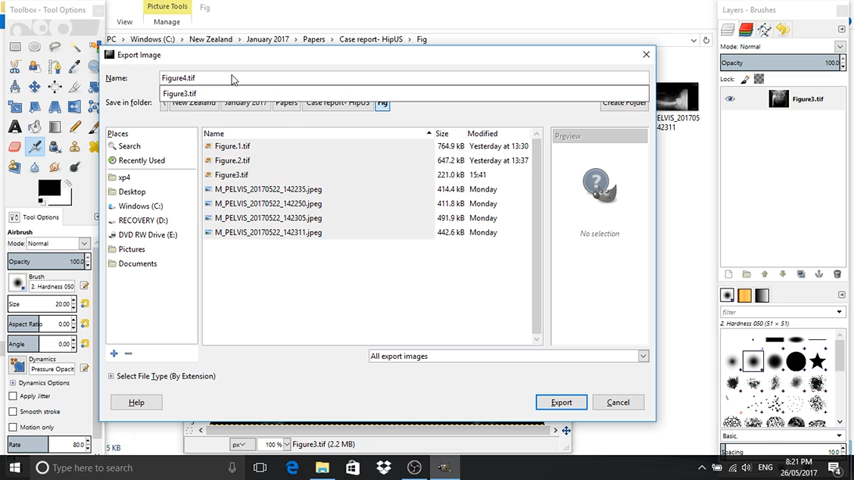 Toolbox - Tool Options
Picture Tools
Fig
View
Manage
PC
Windows (C:)
New Zealand
January 2017
Papers
Case report- HipUS
Fig
Layers - Brushes
Mode: Normal
Lock:
Figure3.tif
Export Image
Name:
Figure4.tif
Figure3.tif
Save in folder:
New Zealand
January 2017
Papers
Case report- HipUS
Fig
Create Folder
Places
Search
Recently Used
xp4
Desktop
Windows (C:)
RECOVERY (D:)
DVD RW Drive (E:)
Pictures
Documents
Name Size Modified
Figure.1.tif 764.9 kB Yesterday at 13:30
Figure.2.tif 647.2 kB Yesterday at 13:37
Figure3.tif 221.0 kB 15:41
M_PELVIS_20170522_142235.jpeg 414.4 kB Monday
M_PELVIS_20170522_142250.jpeg 411.8 kB Monday
M_PELVIS_20170522_142305.jpeg 491.9 kB Monday
M_PELVIS_20170522_142311.jpeg 442.6 kB Monday
Preview
No selection
All export images
Select File Type (By Extension)
Help
Export
Cancel
Tool Options
Airbrush
Mode: Normal
Opacity 100.0
Brush
2. Hardness 050
Size 20.00
Aspect Ratio 0.00
Angle 0.00
Dynamics
Pressure Opacit
Dynamics Options
Apply Jitter
Smooth stroke
Motion only
Rate 80.0
5 KB
px
100 %
Figure3.tif (2.2 MB)
_PELVIS_201705
142311
filter
2. Hardness 050 (51 × 51)
Basic,
Spacing 10.0
Type here to search
ENG
8:21 PM
26/05/2017